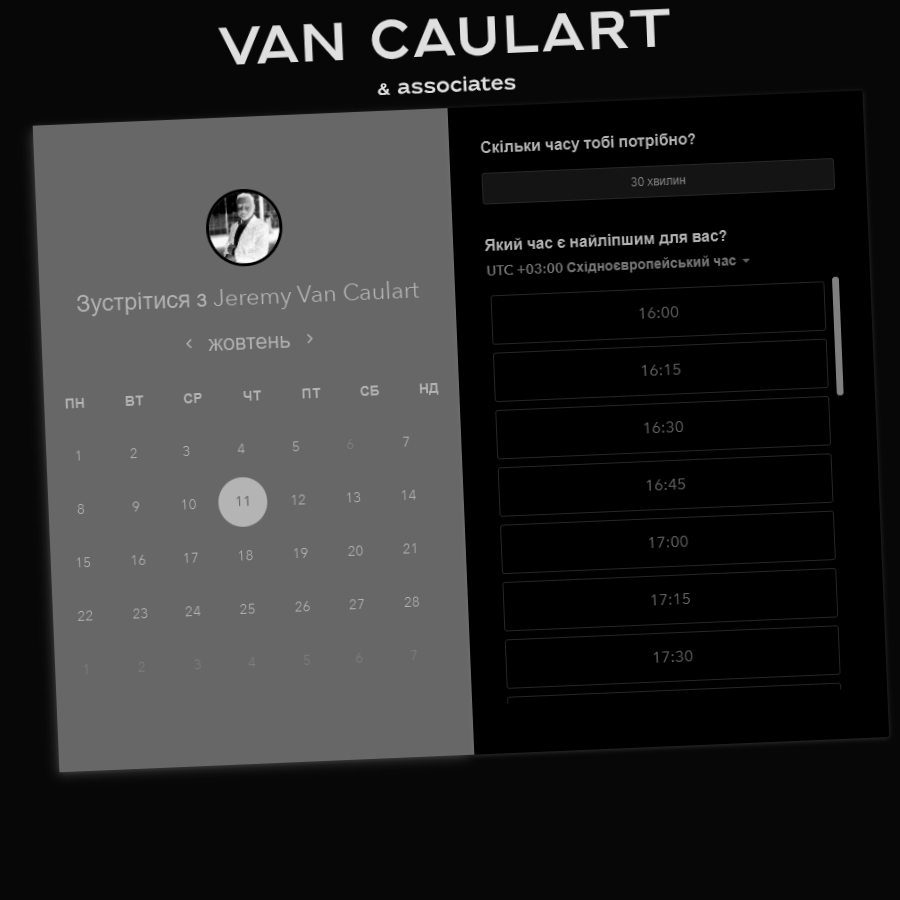 VAN CAULART
& associates
Зустрітися з Jeremy Van Caulart
жовтень
ПН ВТ СР ЧТ ПТ СБ НД
1 2 3 4 5 6 7
8 9 10 11 12 13 14
15 16 17 18 19 20 21
22 23 24 25 26 27 28
1 2 3 4 5 6 7
Скільки часу тобі потрібно?
30 хвилин
Який час є найліпшим для вас?
UTC +03:00 Східноєвропейський час
16:00
16:15
16:30
16:45
17:00
17:15
17:30